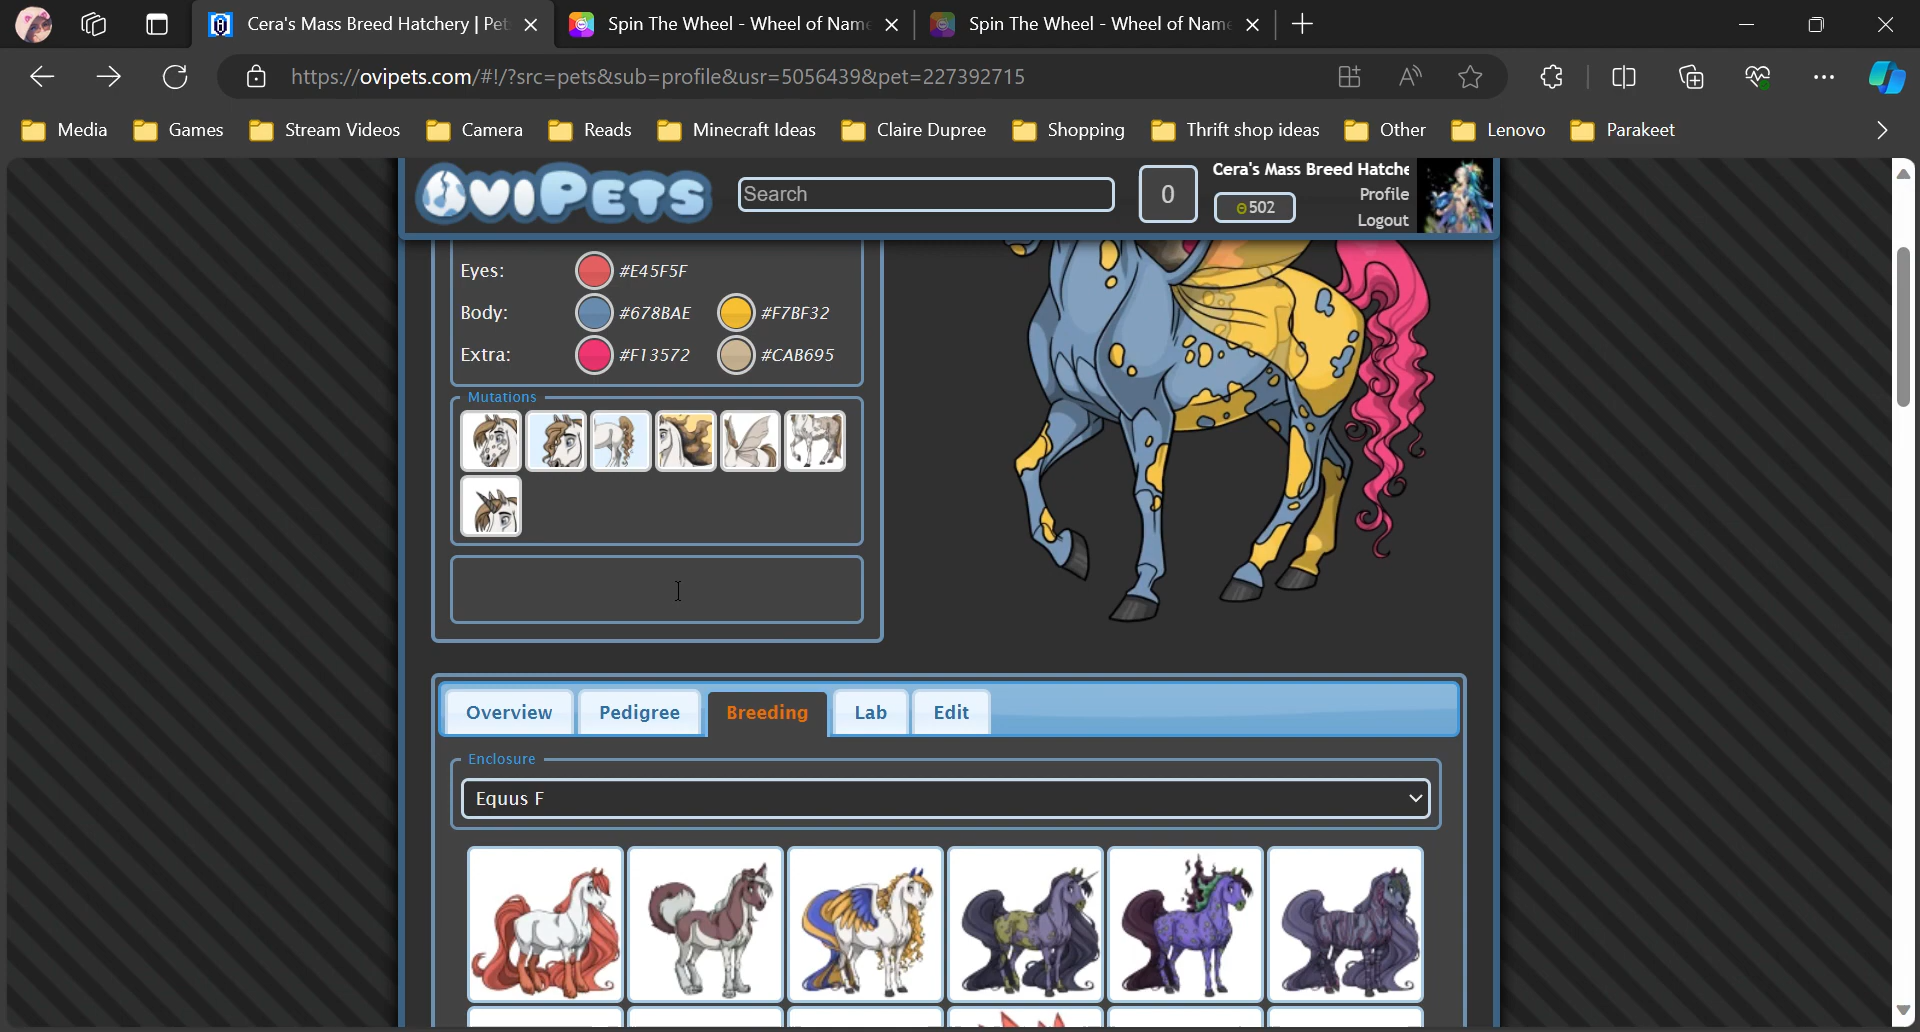 Cera's Mass Breed Hatchery | Pet
Spin The Wheel - Wheel of Name
Spin The Wheel - Wheel of Name
https://ovipets.com/#!/?src=pets&sub=profile&usr=5056439&pet=227392715
Media
Games
Stream Videos
Camera
Reads
Minecraft Ideas
Claire Dupree
Shopping
Thrift shop ideas
Other
Lenovo
Parakeet
OviPets
Search
0
Cera's Mass Breed Hatche
502
Profile
Logout
Eyes: #E45F5F
Body: #678BAE #F7BF32
Extra: #F13572 #CAB695
Mutations
Overview
Pedigree
Breeding
Lab
Edit
Enclosure
Equus F